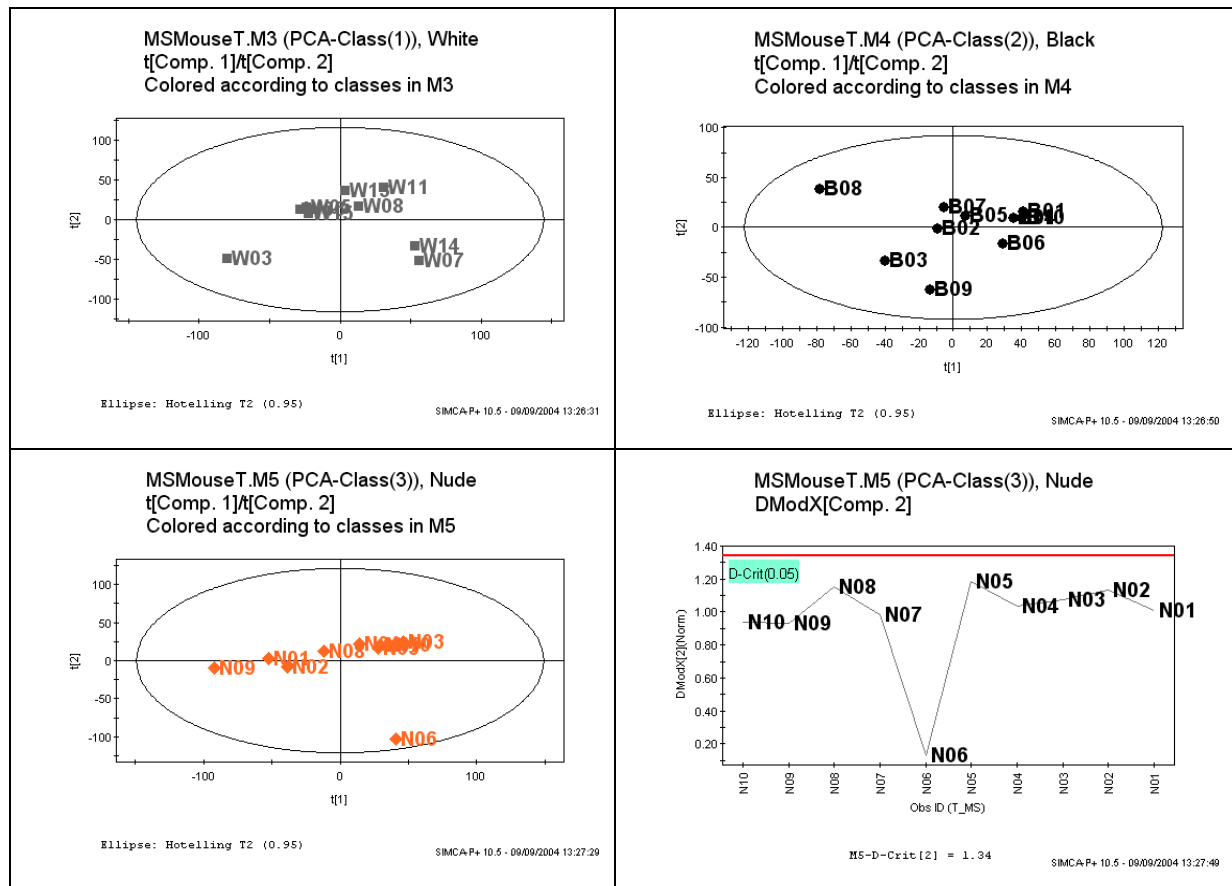 MSMouseT.M3 (PCA-Class(1)), White
t[Comp. 1]/t[Comp. 2]
Colored according to classes in M3
100
50
0
-50
-100
t[2]
W11
W08
W14
W07
W03
-100 0 100
t[1]
Ellipse: Hotelling T2 (0.95)
SIMCA-P+ 10.5 - 09/09/2004 13:26:31
MSMouseT.M4 (PCA-Class(2)), Black
t[Comp. 1]/t[Comp. 2]
Colored according to classes in M4
100
50
0
-50
-100
t[2]
B08
B07
B05
B01
B02
B06
B03
B09
-120 -100 -80 -60 -40 -20 0 20 40 60 80 100 120
t[1]
Ellipse: Hotelling T2 (0.95)
SIMCA-P+ 10.5 - 09/09/2004 13:26:50
MSMouseT.M5 (PCA-Class(3)), Nude
t[Comp. 1]/t[Comp. 2]
Colored according to classes in M5
100
50
0
-50
-100
t[2]
N03
N08
N01
N02
N09
N06
-100 0 100
t[1]
Ellipse: Hotelling T2 (0.95)
SIMCA-P+ 10.5 - 09/09/2004 13:27:29
MSMouseT.M5 (PCA-Class(3)), Nude
DModX[Comp. 2]
1.40
1.20
1.00
0.80
0.60
0.40
0.20
DModX[2](Norm)
D-Crit(0.05)
N10 N09 N08 N07 N06 N05 N04 N03 N02 N01
N10 N09 N08 N07 N06 N05 N04 N03 N02 N01
Obs ID (T_MS)
M5-D-Crit[2] = 1.34
SIMCA-P+ 10.5 - 09/09/2004 13:27:49